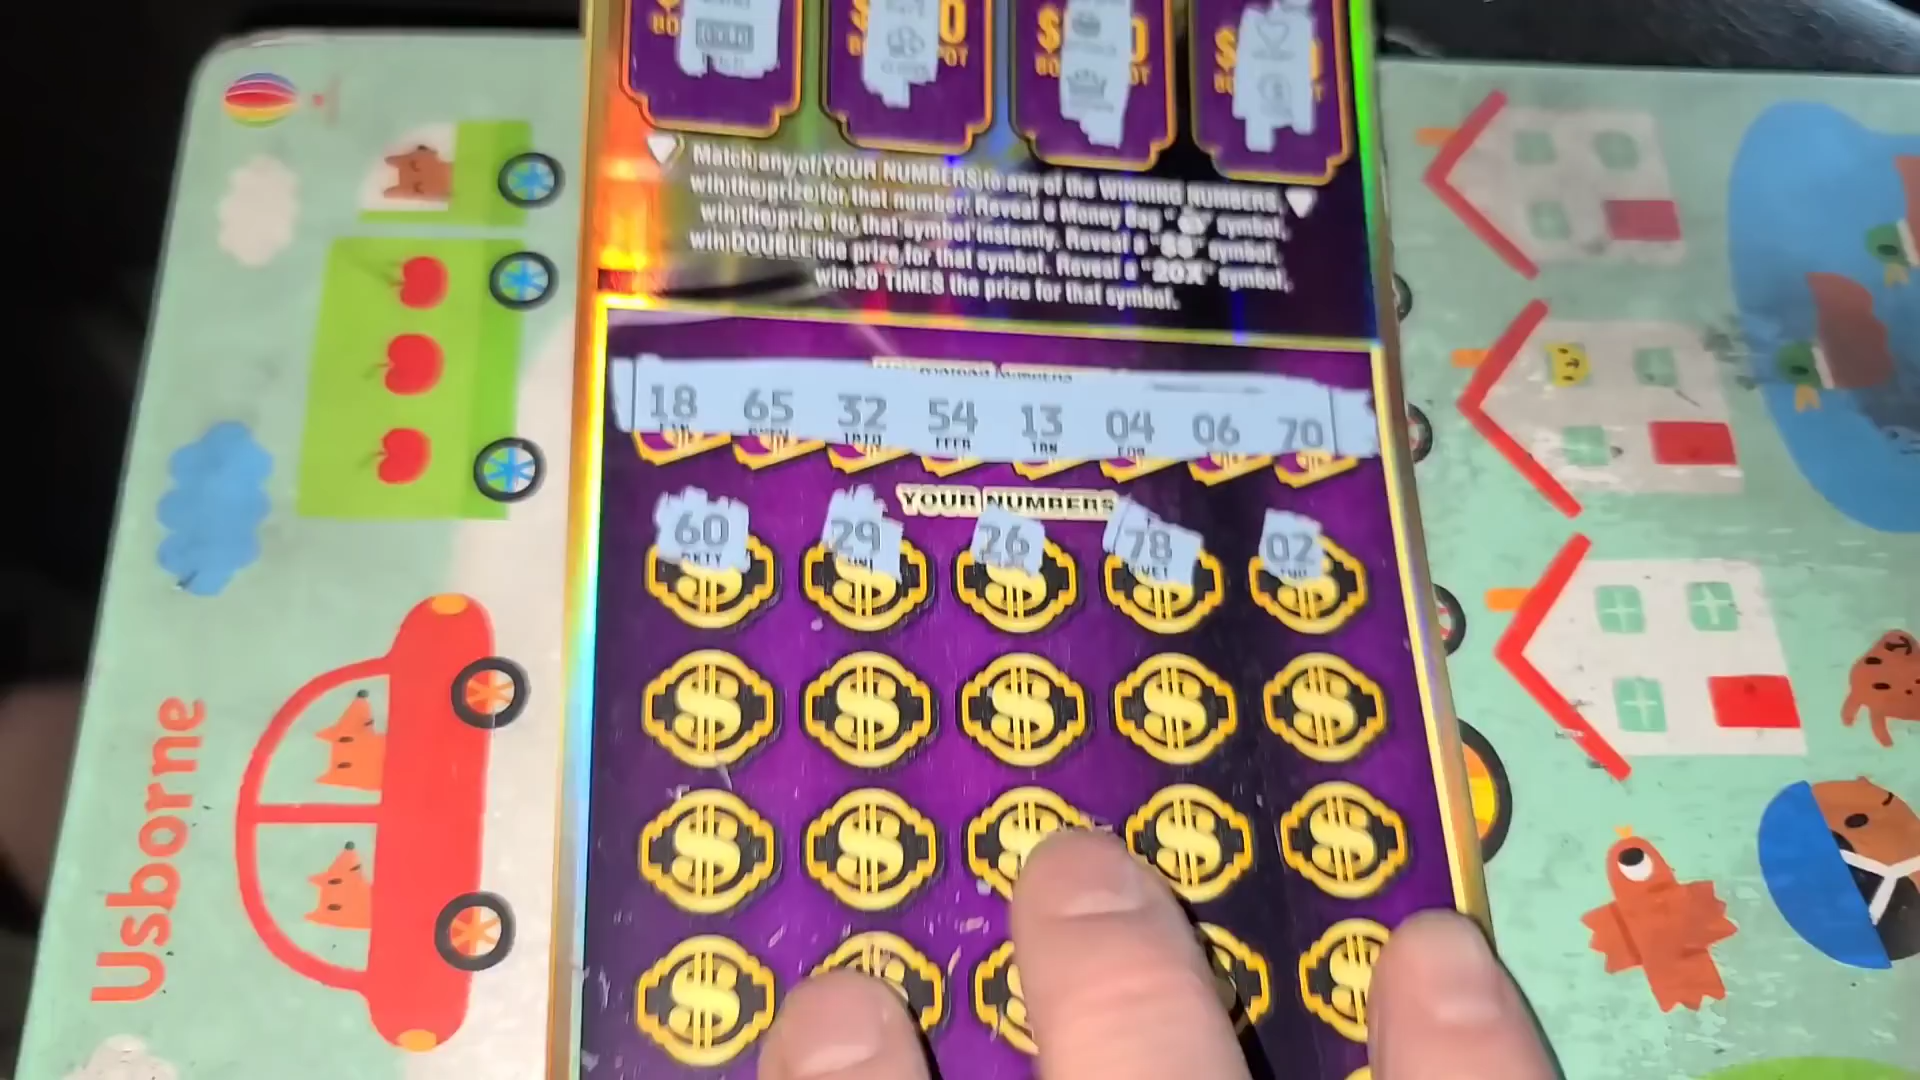 Match any of YOUR NUMBERS to any of the WINNING NUMBERS,
win the prize for that number. Reveal a Money Bag " " symbol,
win the prize for that symbol instantly. Reveal a "$$" symbol,
win DOUBLE the prize for that symbol. Reveal a "20X" symbol,
win 20 TIMES the prize for that symbol.
18 65 32 54 13 04 06 70
YOUR NUMBERS
60 29 26 78 02
Usborne